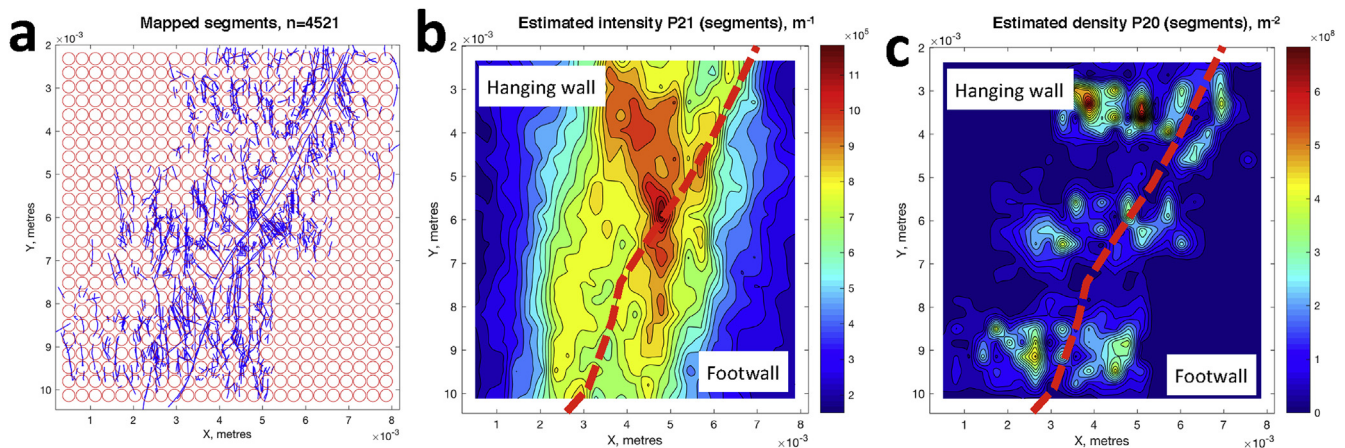 a
Mapped segments, n=4521
×10⁻³
2
3
4
5
6
7
8
9
10
Y, metres
1 2 3 4 5 6 7 8
X, metres
×10⁻³
b
Estimated intensity P21 (segments), m⁻¹
×10⁻³
2
3
4
5
6
7
8
9
10
Y, metres
Hanging wall
Footwall
1 2 3 4 5 6 7 8
X, metres
×10⁻³
×10⁵
11
10
9
8
7
6
5
4
3
2
c
Estimated density P20 (segments), m⁻²
×10⁻³
2
3
4
5
6
7
8
9
10
Y, metres
Hanging wall
Footwall
1 2 3 4 5 6 7 8
X, metres
×10⁻³
×10⁸
6
5
4
3
2
1
0